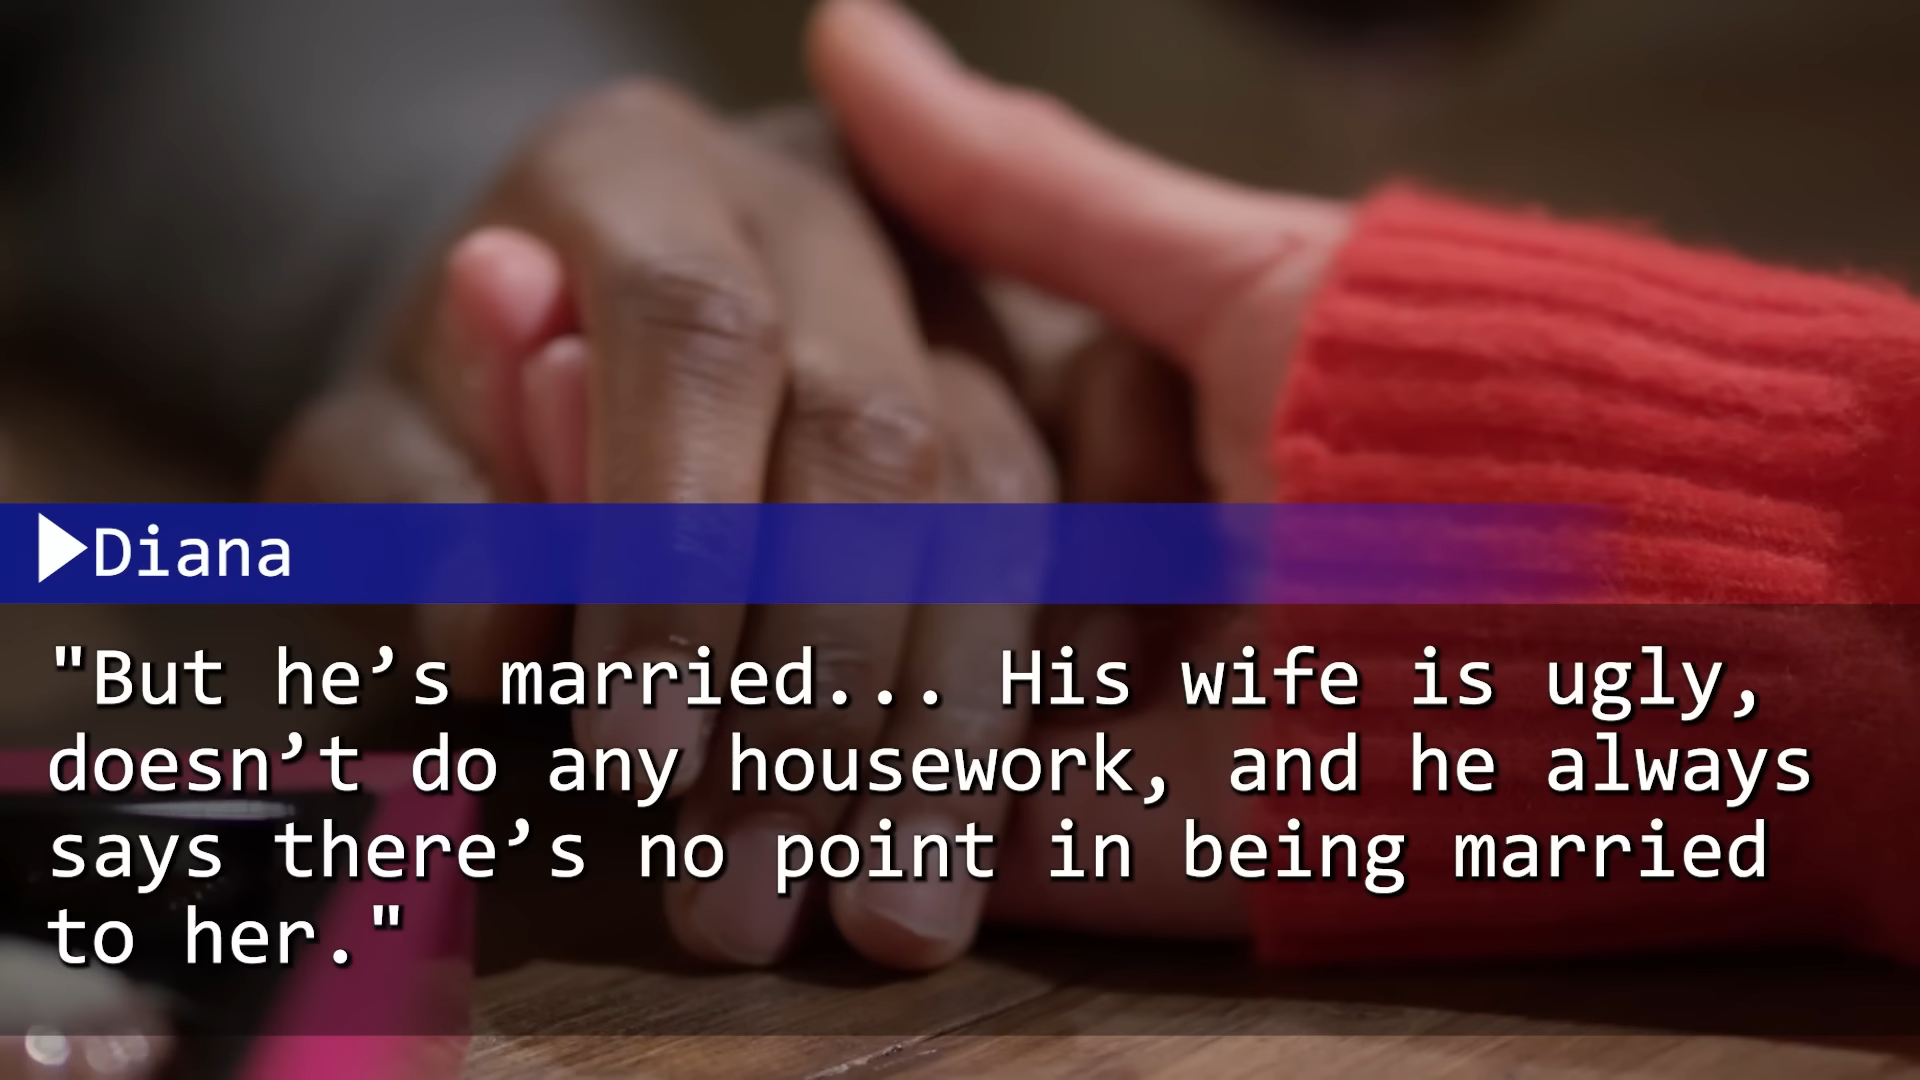 ▶Diana
"But he’s married... His wife is ugly,
doesn’t do any housework, and he always
says there’s no point in being married
to her."